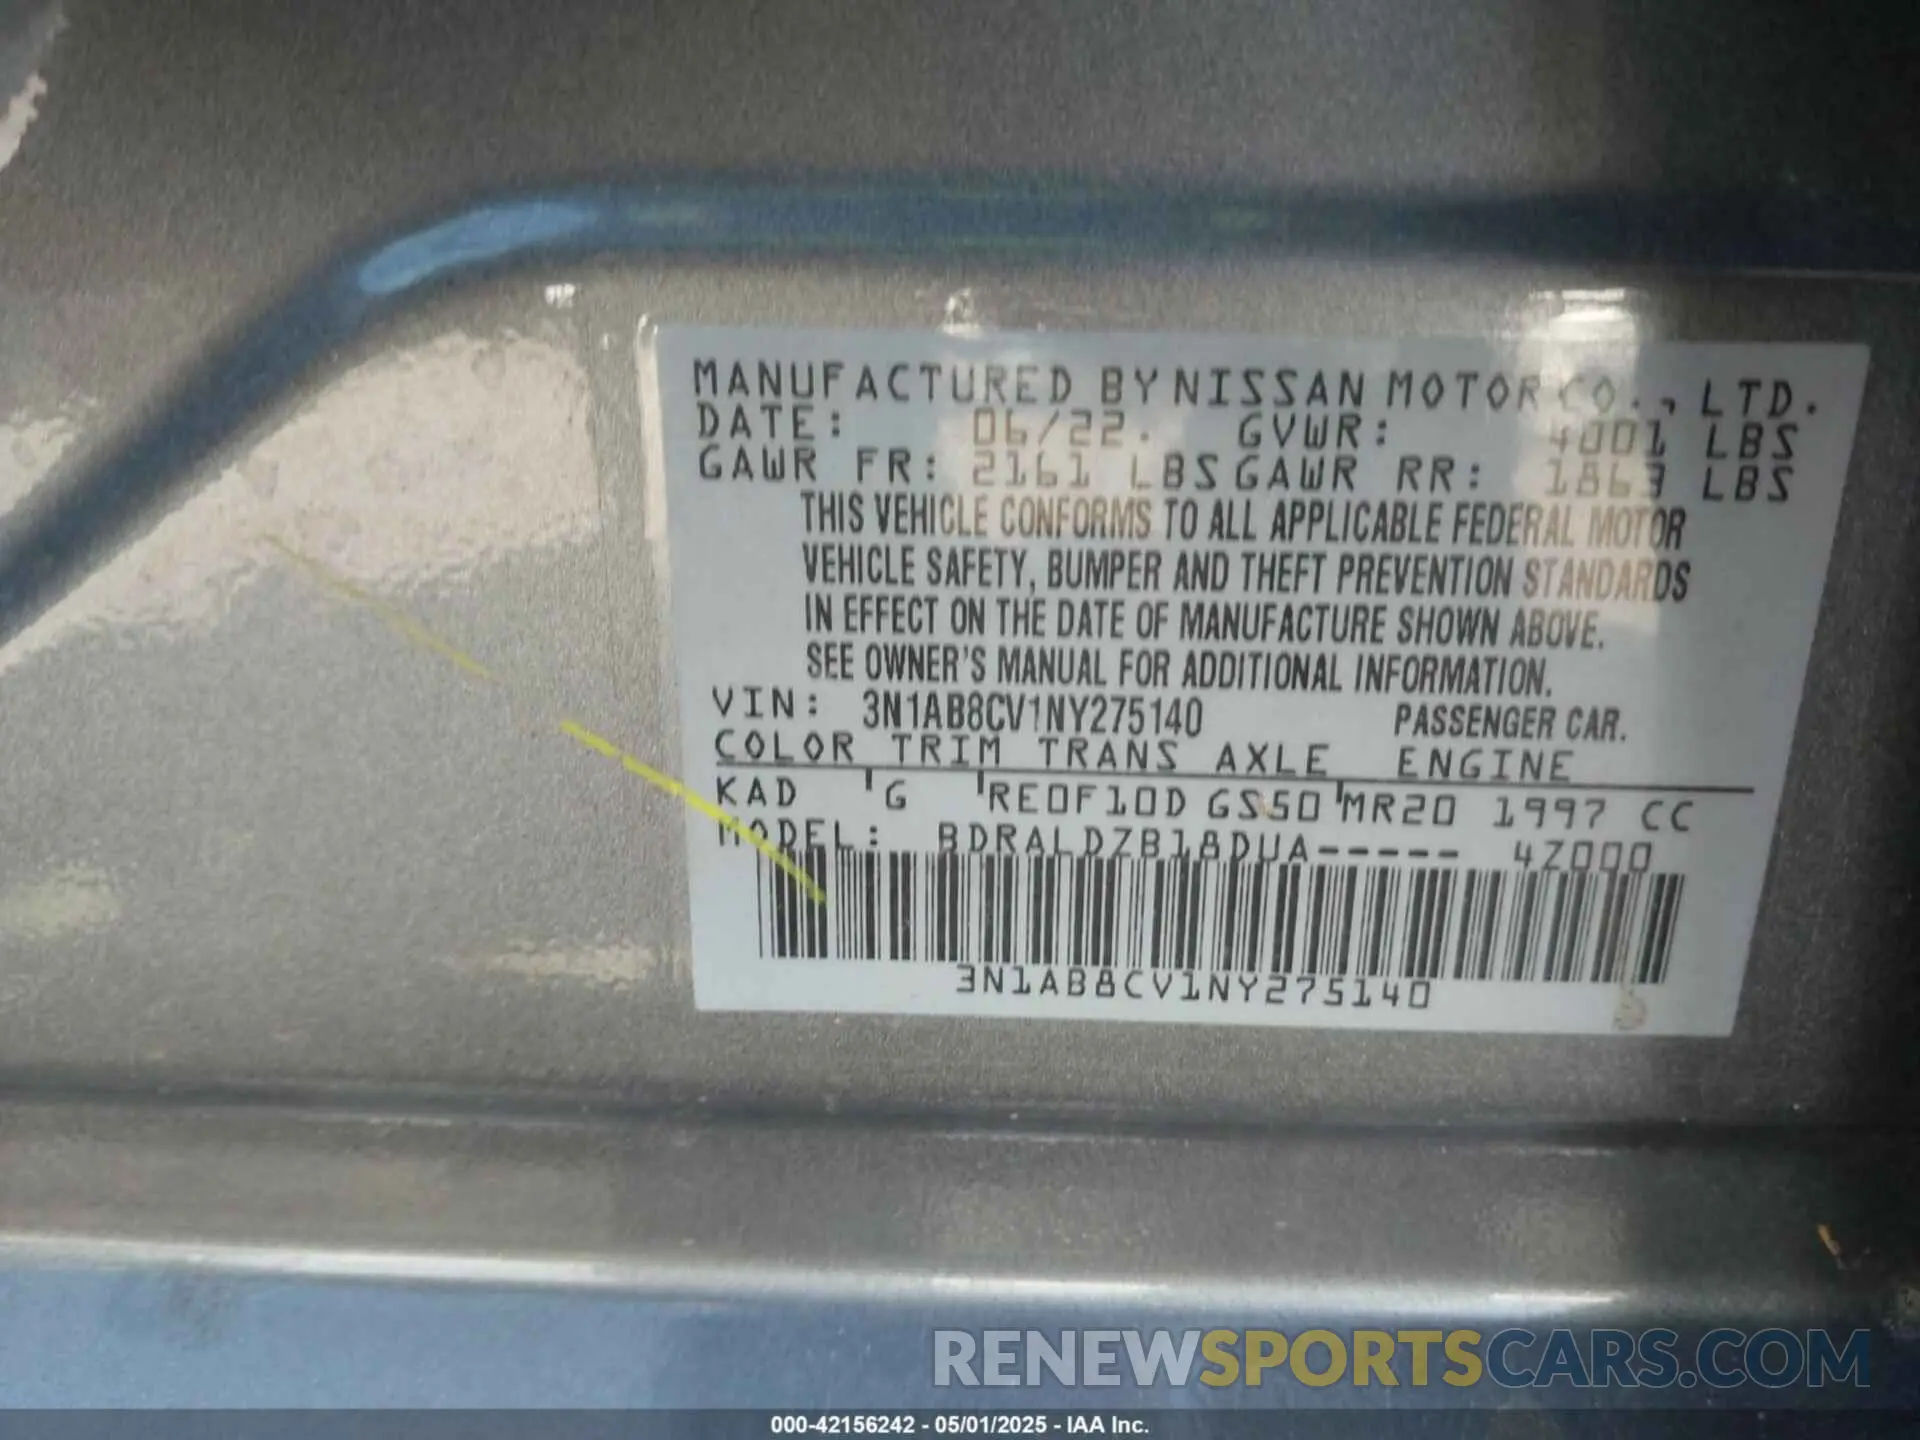 MANUFACTURED BY NISSAN MOTOR CO., LTD.
DATE: 06/22. GVWR: 4001 LBS
GAWR FR: 2161 LBS GAWR RR: 1863 LBS
THIS VEHICLE CONFORMS TO ALL APPLICABLE FEDERAL MOTOR
VEHICLE SAFETY, BUMPER AND THEFT PREVENTION STANDARDS
IN EFFECT ON THE DATE OF MANUFACTURE SHOWN ABOVE.
SEE OWNER'S MANUAL FOR ADDITIONAL INFORMATION.
VIN: 3N1AB8CV1NY275140 PASSENGER CAR.
COLOR TRIM TRANS AXLE ENGINE
KAD G RE0F10D GS50 MR20 1997 CC
MODEL: BDRALDZB18DUA----- 4Z000
3N1AB8CV1NY275140
RENEWSPORTSCARS.COM
000-42156242 - 05/01/2025 - IAA Inc.